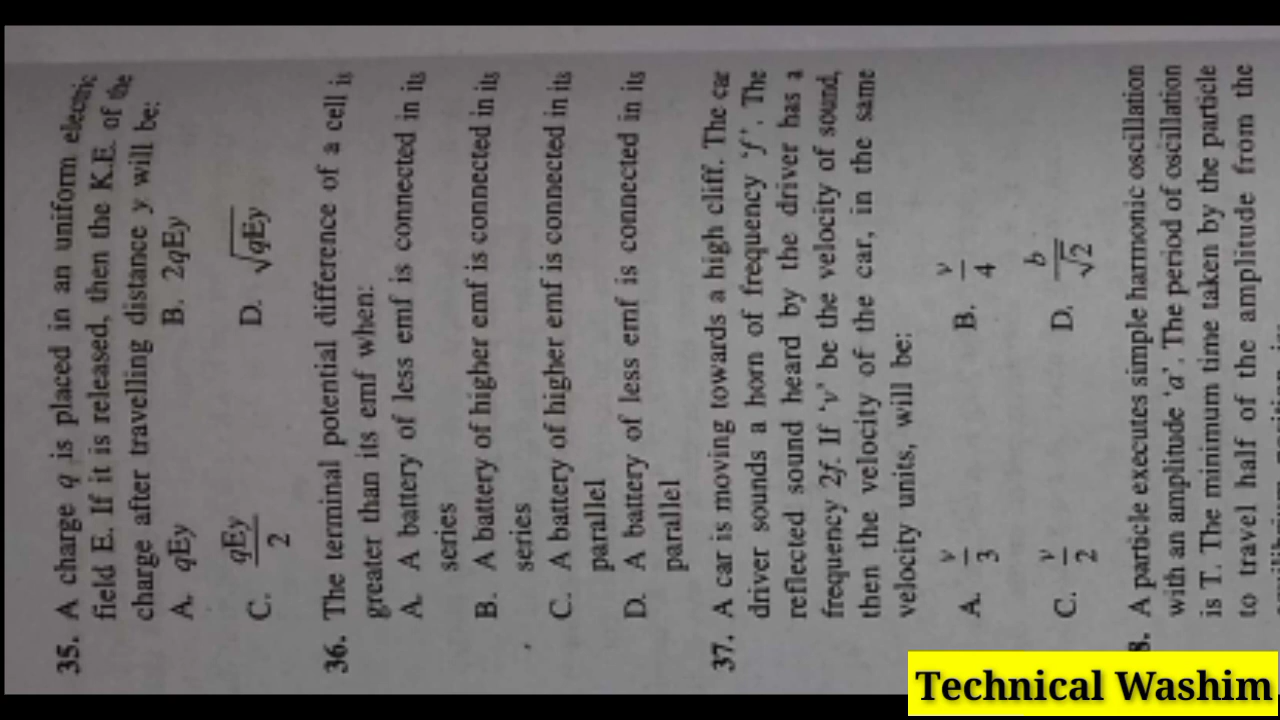 35. A charge q is placed in an uniform electric
field E. If it is released, then the K.E. of the
charge after travelling distance y will be:
A. qEy B. 2qEy
C. qEy/2 D. √qEy
36. The terminal potential difference of a cell is
greater than its emf when:
A. A battery of less emf is connected in its
series
B. A battery of higher emf is connected in its
series
C. A battery of higher emf is connected in its
parallel
D. A battery of less emf is connected in its
parallel
37. A car is moving towards a high cliff. The car
driver sounds a horn of frequency 'f'. The
reflected sound heard by the driver has a
frequency 2f. If 'v' be the velocity of sound,
then the velocity of the car, in the same
velocity units, will be:
A. v/3 B. v/4
C. v/2 D. b/√2
8. A particle executes simple harmonic oscillation
with an amplitude 'a'. The period of oscillation
is T. The minimum time taken by the particle
to travel half of the amplitude from the
Technical Washim